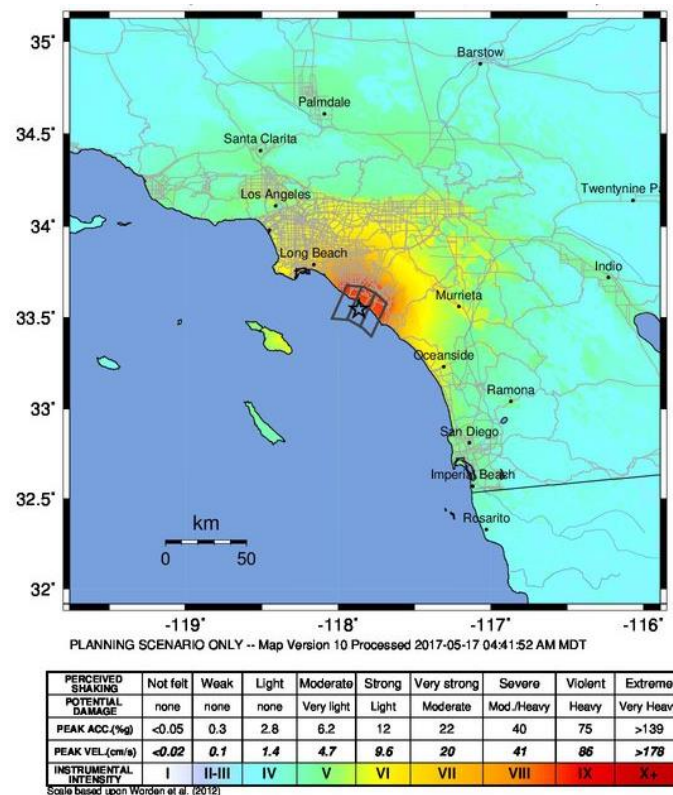 35°
34.5°
34°
33.5°
33°
32.5°
32°
Barstow
Palmdale
Santa Clarita
Los Angeles
Twentynine P.
Long Beach
Indio
Murrieta
Oceanside
Ramona
San Diego
Imperial Beach
Rosarito
km
0 50
-119° -118° -117° -116°
PLANNING SCENARIO ONLY -- Map Version 10 Processed 2017-05-17 04:41:52 AM MDT
PERCEIVED SHAKING Not felt Weak Light Moderate Strong Very strong Severe Violent Extreme
POTENTIAL DAMAGE none none none Very light Light Moderate Mod./Heavy Heavy Very Heavy
PEAK ACC.(%g) <0.05 0.3 2.8 6.2 12 22 40 75 >139
PEAK VEL.(cm/s) <0.02 0.1 1.4 4.7 9.6 20 41 86 >178
INSTRUMENTAL INTENSITY I II-III IV V VI VII VIII IX X+
Scale based upon Worden et al. (2012)